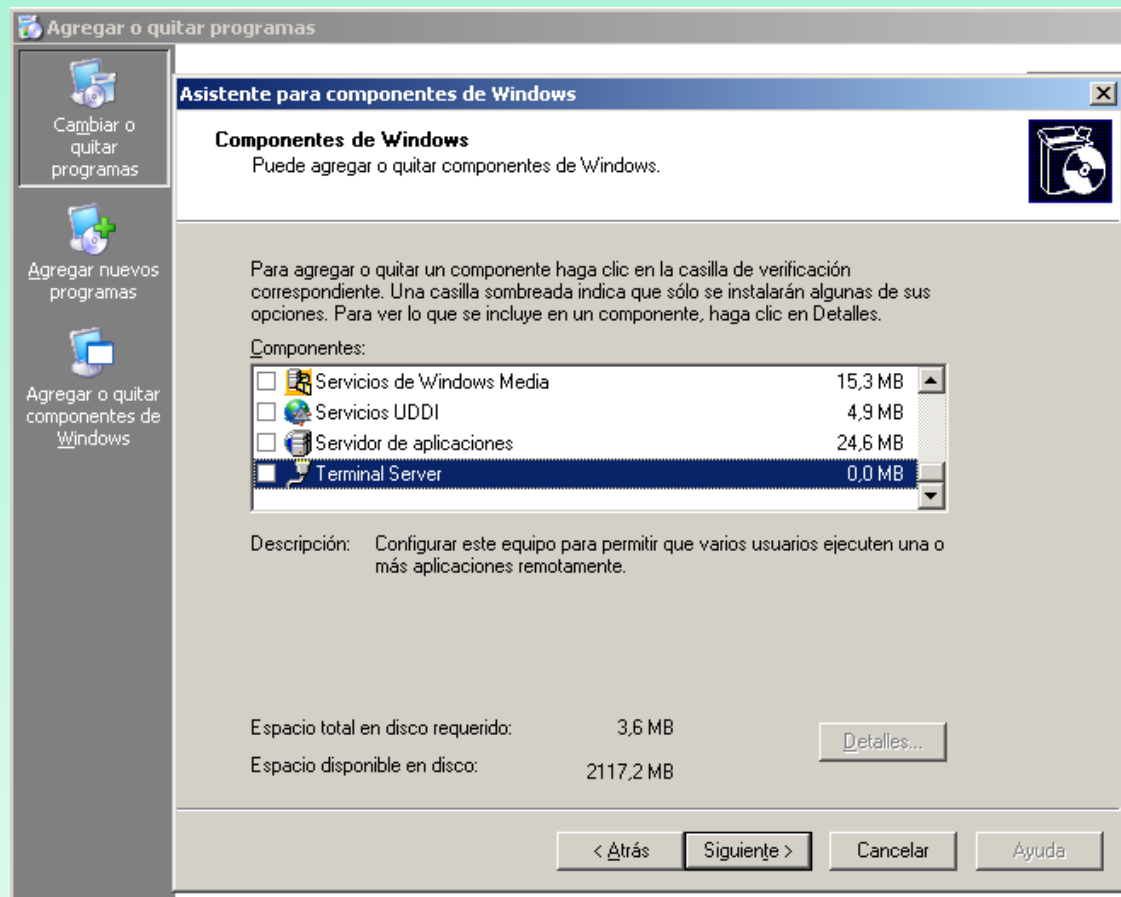 Agregar o quitar programas
Cambiar o
quitar
programas
Agregar nuevos
programas
Agregar o quitar
componentes de
Windows
Asistente para componentes de Windows
Componentes de Windows
Puede agregar o quitar componentes de Windows.
Para agregar o quitar un componente haga clic en la casilla de verificación
correspondiente. Una casilla sombreada indica que sólo se instalarán algunas de sus
opciones. Para ver lo que se incluye en un componente, haga clic en Detalles.
Componentes:
Servicios de Windows Media 15,3 MB
Servicios UDDI 4,9 MB
Servidor de aplicaciones 24,6 MB
Terminal Server 0,0 MB
Descripción: Configurar este equipo para permitir que varios usuarios ejecuten una o
más aplicaciones remotamente.
Espacio total en disco requerido: 3,6 MB
Espacio disponible en disco: 2117,2 MB
Detalles...
< Atrás Siguiente > Cancelar Ayuda